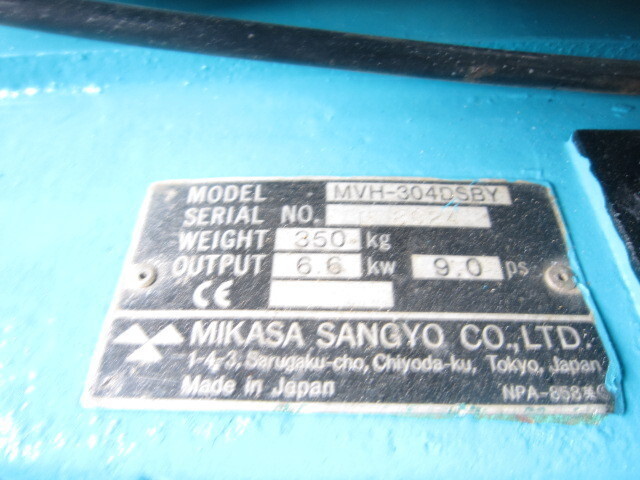 MODEL MVH-304DSBY
SERIAL NO.
WEIGHT 350 kg
OUTPUT 6.6 kw 9.0 ps
CE
MIKASA SANGYO CO.,LTD.
1-4-3, Sarugaku-cho, Chiyoda-ku, Tokyo, Japan
Made in Japan